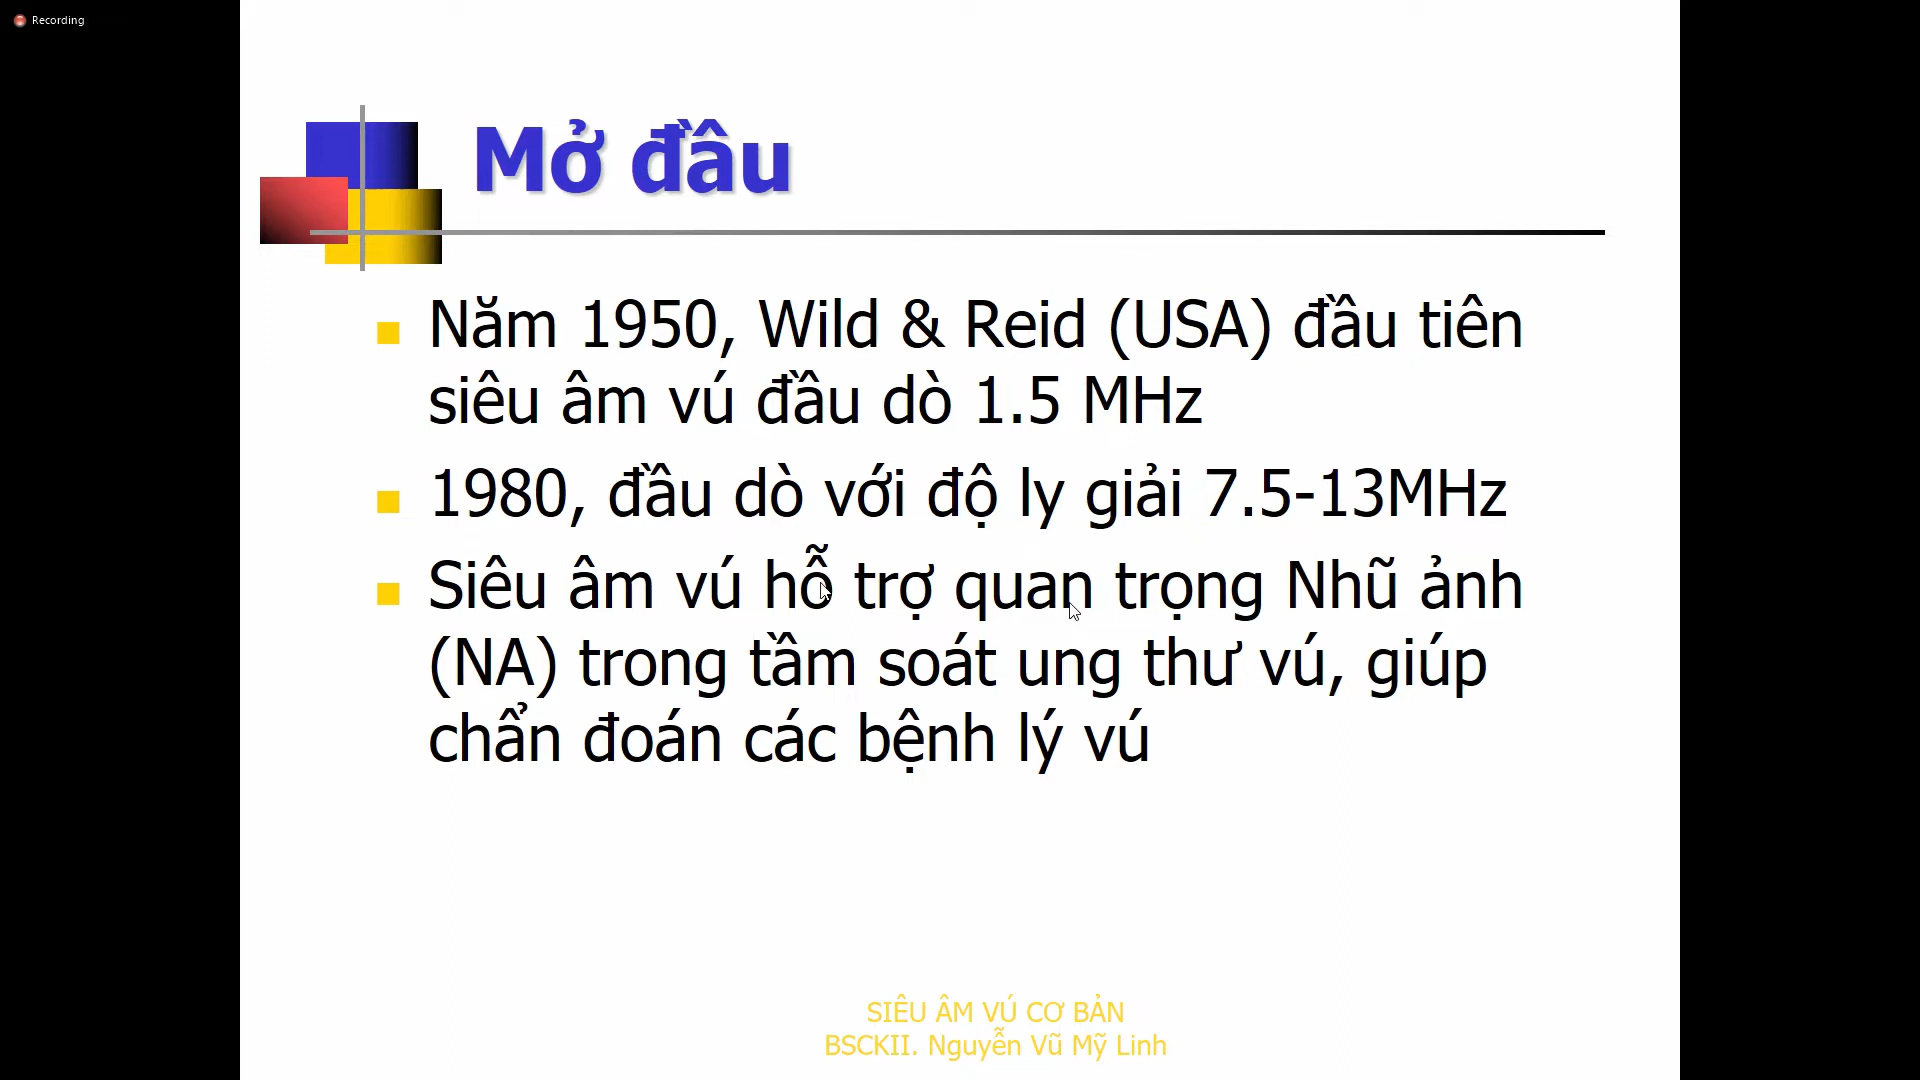 Recording
Mở đầu
Năm 1950, Wild & Reid (USA) đầu tiên
siêu âm vú đầu dò 1.5 MHz
1980, đầu dò với độ ly giải 7.5-13MHz
Siêu âm vú hỗ trợ quan trọng Nhũ ảnh
(NA) trong tầm soát ung thư vú, giúp
chẩn đoán các bệnh lý vú
SIÊU ÂM VÚ CƠ BẢN
BSCKII. Nguyễn Vũ Mỹ Linh